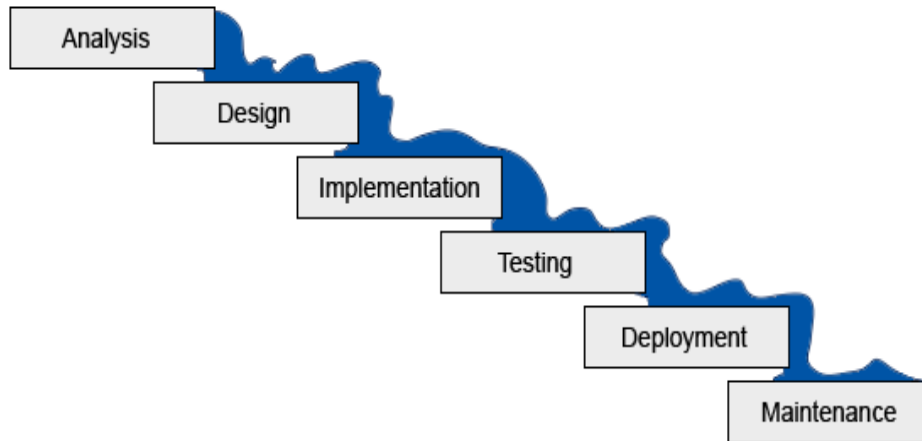 Analysis
Design
Implementation
Testing
Deployment
Maintenance